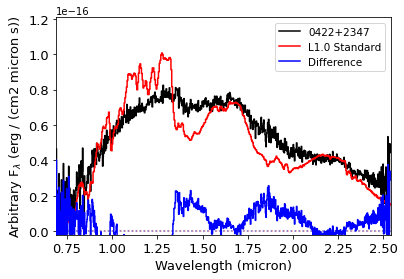 1e−16
1.2
1.0
0.8
0.6
0.4
0.2
0.0
Arbitrary Fλ (erg / (cm2 micron s))
0422+2347
L1.0 Standard
Difference
0.75 1.00 1.25 1.50 1.75 2.00 2.25 2.50
Wavelength (micron)